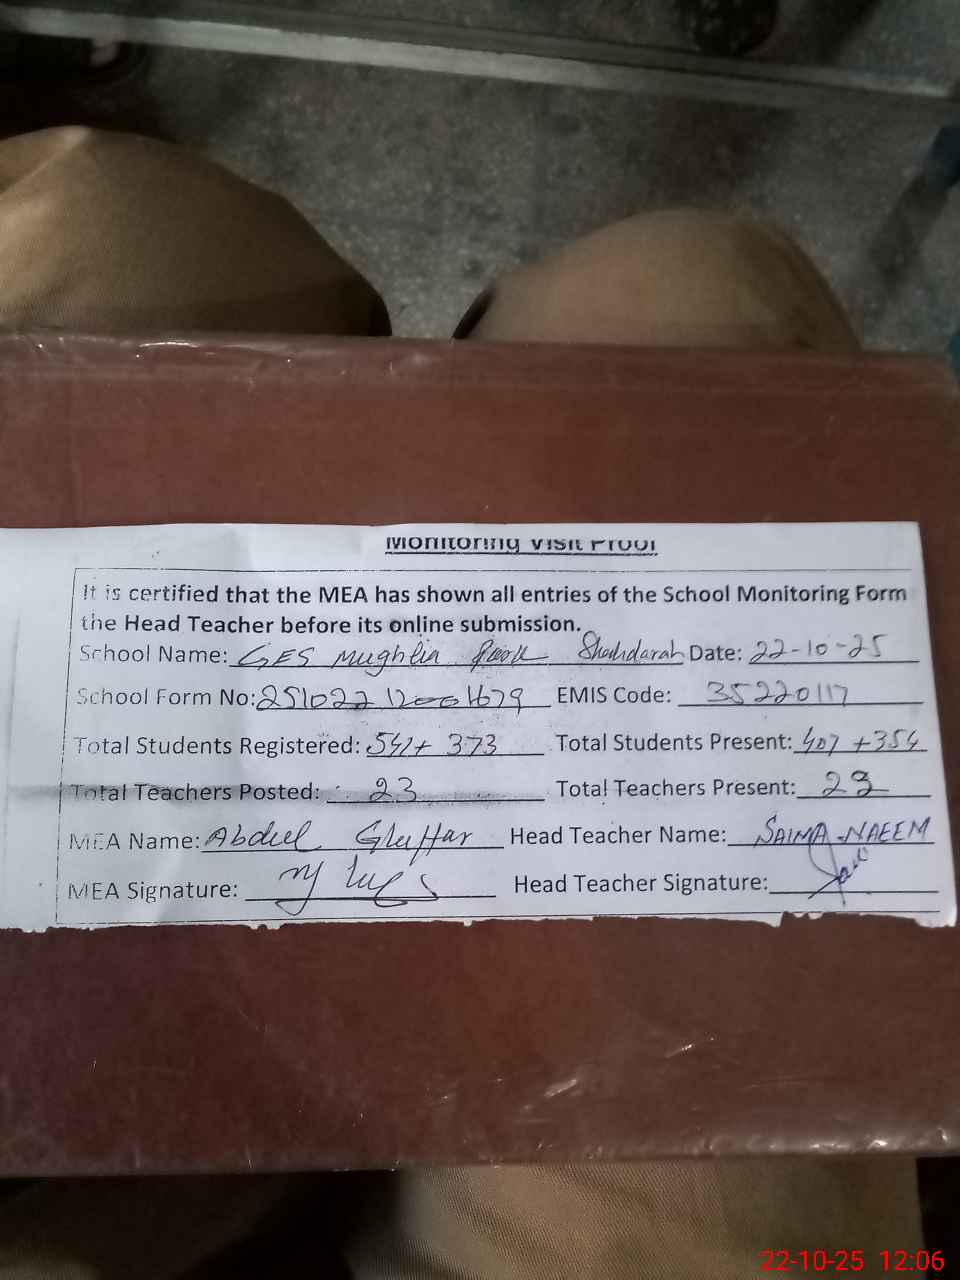 Monitoring Visit Proof
It is certified that the MEA has shown all entries of the School Monitoring Form
the Head Teacher before its online submission.
School Name: GES Mughlia Park Shahdarah Date: 22-10-25
School Form No: 251022 12001679 EMIS Code: 35220117
Total Students Registered: 541+ 373 Total Students Present: 407 +354
Total Teachers Posted: 23 Total Teachers Present: 23
MEA Name: Abdul Ghaffar Head Teacher Name: SAIMA NAEEM
MEA Signature: Head Teacher Signature:
22-10-25 12:06